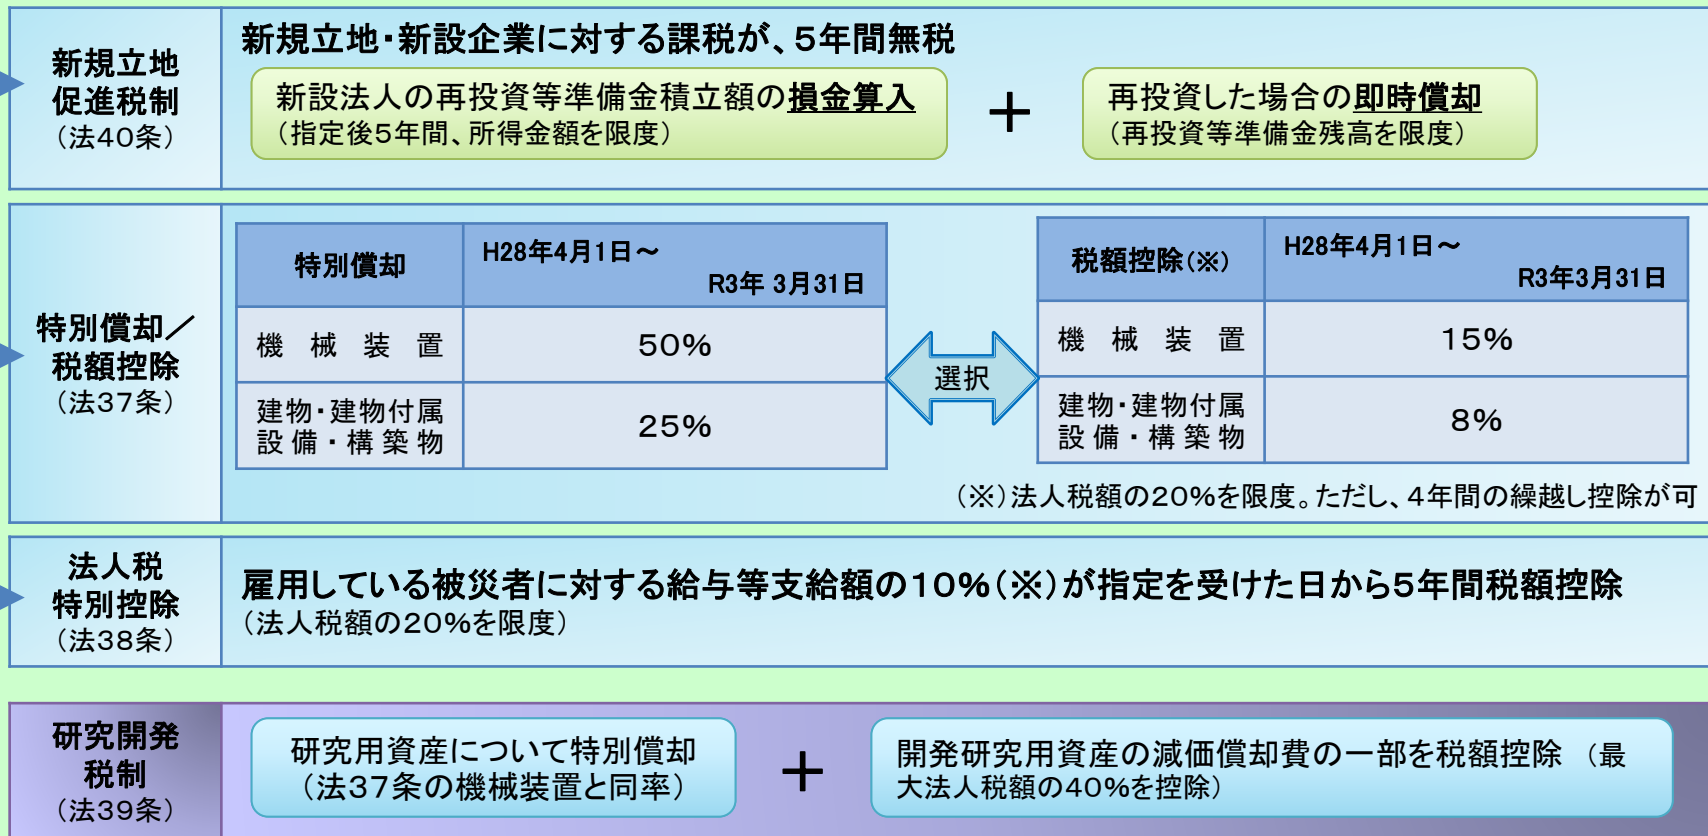 新規立地
促進税制
（法40条）
新規立地・新設企業に対する課税が、５年間無税
新設法人の再投資等準備金積立額の損金算入
（指定後５年間、所得金額を限度）
＋
再投資した場合の即時償却
（再投資等準備金残高を限度）
特別償却／
税額控除
（法37条）
特別償却
H28年4月1日～
R3年 3月31日
機　械　装　置
５０％
建物・建物付属
設 備 ・ 構 築 物
２５％
選択
税額控除（※）
H28年4月1日～
R3年3月31日
機　械　装　置
１５％
建物・建物付属
設 備 ・ 構 築 物
８％
（※）法人税額の２０％を限度。ただし、４年間の繰越し控除が可
法人税
特別控除
（法38条）
雇用している被災者に対する給与等支給額の１０％（※）が指定を受けた日から５年間税額控除
（法人税額の２０％を限度）
研究開発
税制
（法39条）
研究用資産について特別償却
（法３７条の機械装置と同率）
＋
開発研究用資産の減価償却費の一部を税額控除 （最
大法人税額の４０％を控除）